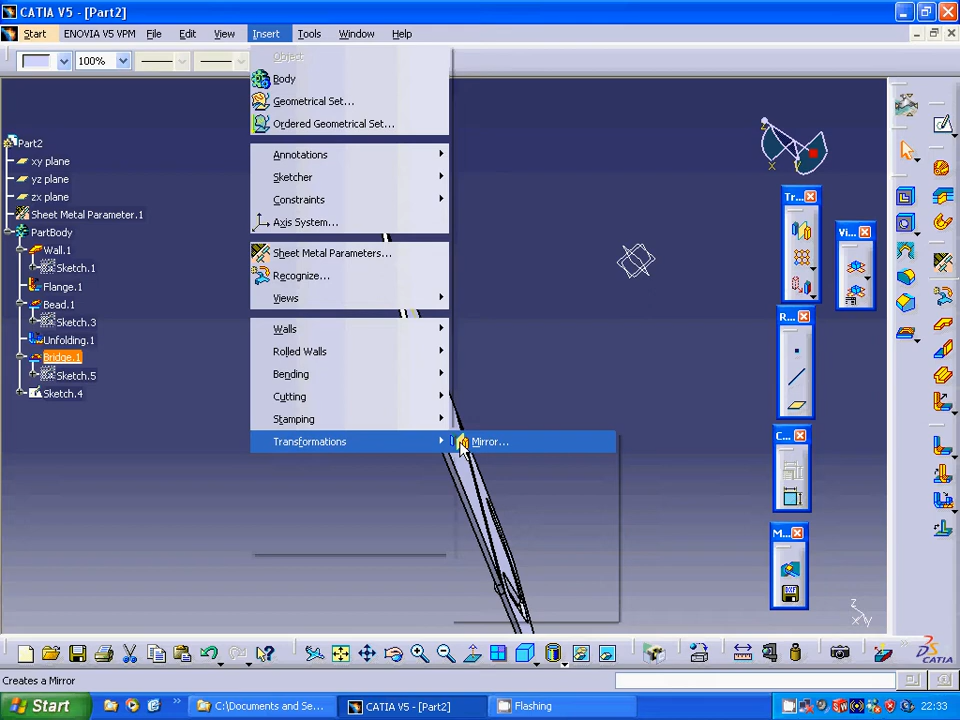 CATIA V5 - [Part2]
Start ENOVIA V5 VPM File Edit View Insert Tools Window Help
100%
Object
Body
Geometrical Set...
Ordered Geometrical Set...
Annotations
Sketcher
Constraints
Axis System...
Sheet Metal Parameters...
Recognize...
Views
Walls
Rolled Walls
Bending
Cutting
Stamping
Transformations
Mirror...
Part2
xy plane
yz plane
zx plane
Sheet Metal Parameter.1
PartBody
Wall.1
Sketch.1
Flange.1
Bead.1
Sketch.3
Unfolding.1
Bridge.1
Sketch.5
Sketch.4
z
x
Tr...
Vi...
R...
C...
M...
z
x y
CATIA
Creates a Mirror
Start
C:\Documents and Se...
CATIA V5 - [Part2]
Flashing
22:33